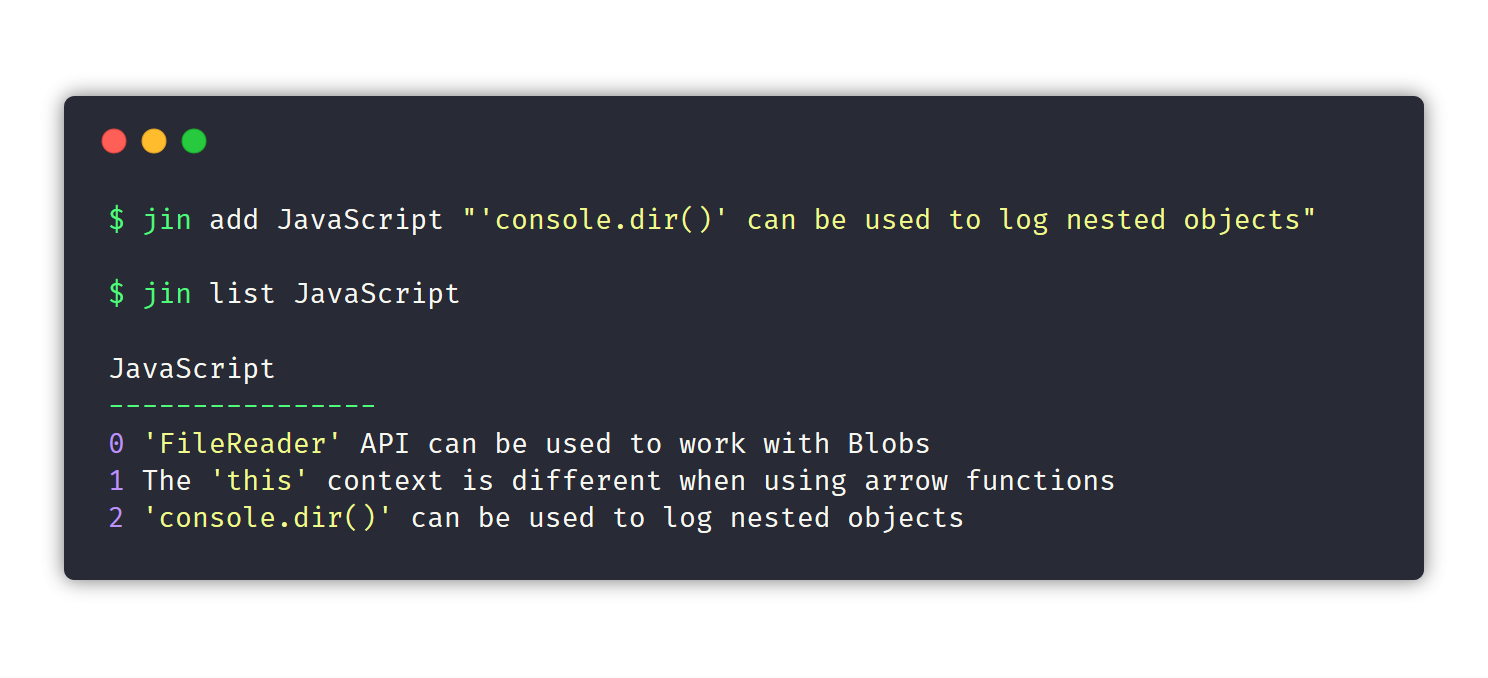 $ jin add JavaScript "'console.dir()' can be used to log nested objects"
$ jin list JavaScript
JavaScript
----------------
0 'FileReader' API can be used to work with Blobs
1 The 'this' context is different when using arrow functions
2 'console.dir()' can be used to log nested objects